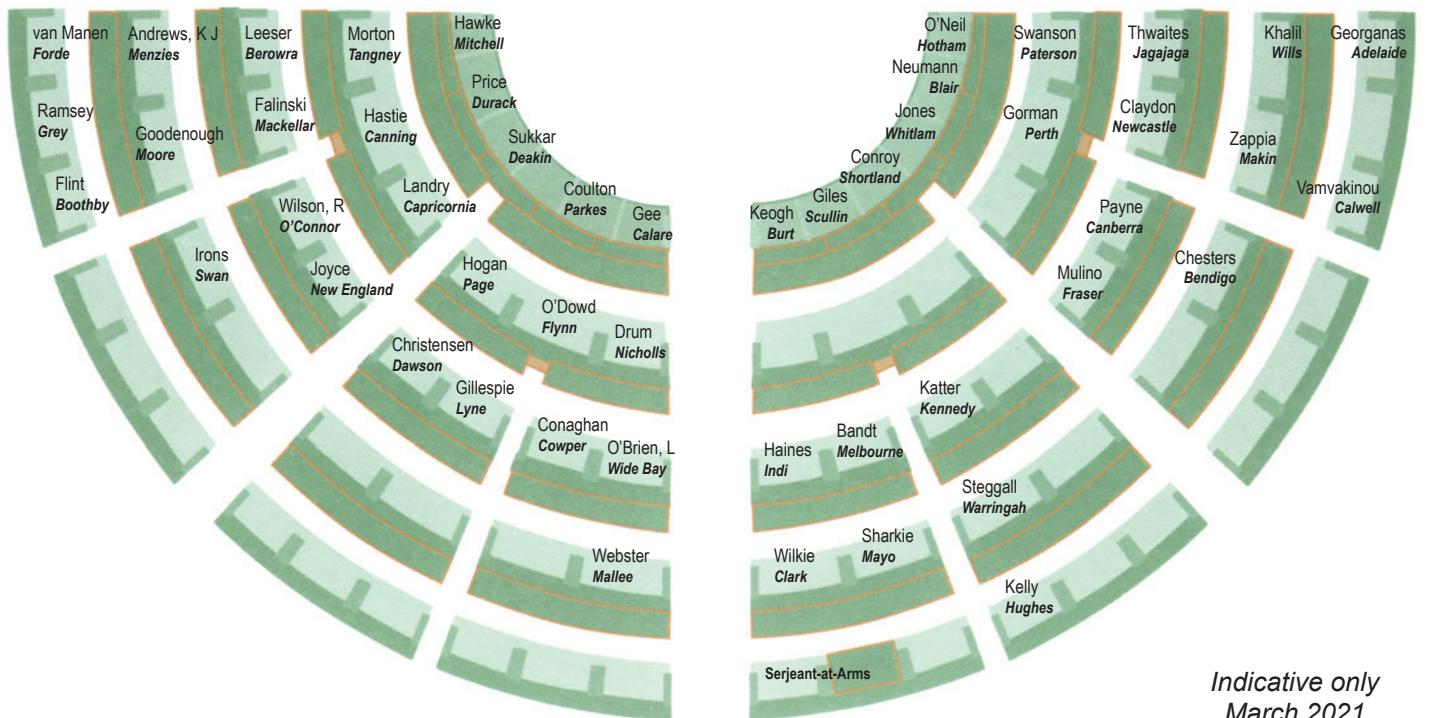 van Manen
Forde
Andrews, K J
Menzies
Leeser
Berowra
Morton
Tangney
Hawke
Mitchell
Ramsey
Grey
Goodenough
Moore
Falinski
Mackellar
Hastie
Canning
Price
Durack
Sukkar
Deakin
Flint
Boothby
Landry
Capricornia
Coulton
Parkes
Gee
Calare
Wilson, R
O'Connor
Irons
Swan
Joyce
New England
Hogan
Page
O'Dowd
Flynn
Drum
Nicholls
Christensen
Dawson
Gillespie
Lyne
Conaghan
Cowper
O'Brien, L
Wide Bay
Webster
Mallee
O'Neil
Hotham
Swanson
Paterson
Thwaites
Jagajaga
Khalil
Wills
Georganas
Adelaide
Neumann
Blair
Jones
Whitlam
Gorman
Perth
Claydon
Newcastle
Zappia
Makin
Conroy
Shortland
Giles
Scullin
Keogh
Burt
Vamvakinou
Calwell
Payne
Canberra
Mulino
Fraser
Chesters
Bendigo
Katter
Kennedy
Haines
Indi
Bandt
Melbourne
Steggall
Warringah
Wilkie
Clark
Sharkie
Mayo
Kelly
Hughes
Serjeant-at-Arms
Indicative only
March 2021